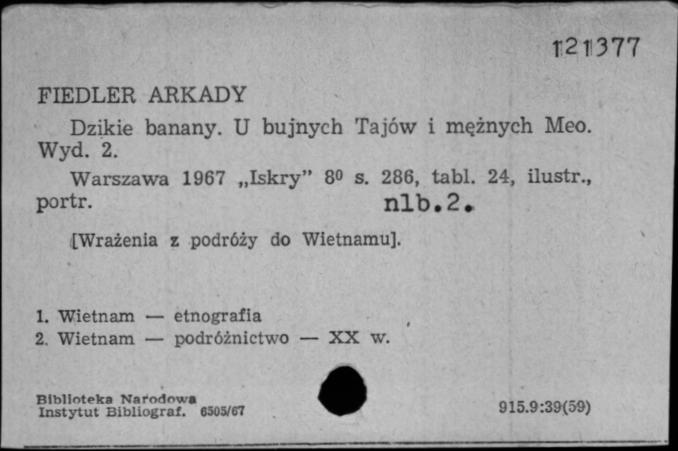 121377
FIEDLER ARKADY
Dzikie banany. U bujnych Tajów i mężnych Meo.
Wyd. 2.
Warszawa 1967 „Iskry” 8⁰ s. 286, tabl. 24, ilustr.,
portr. nlb.2.
[Wrażenia z podróży do Wietnamu].
1. Wietnam — etnografia
2. Wietnam — podróżnictwo — XX w.
Biblioteka Narodowa
Instytut Bibliograf. 6505/67 915.9:39(59)